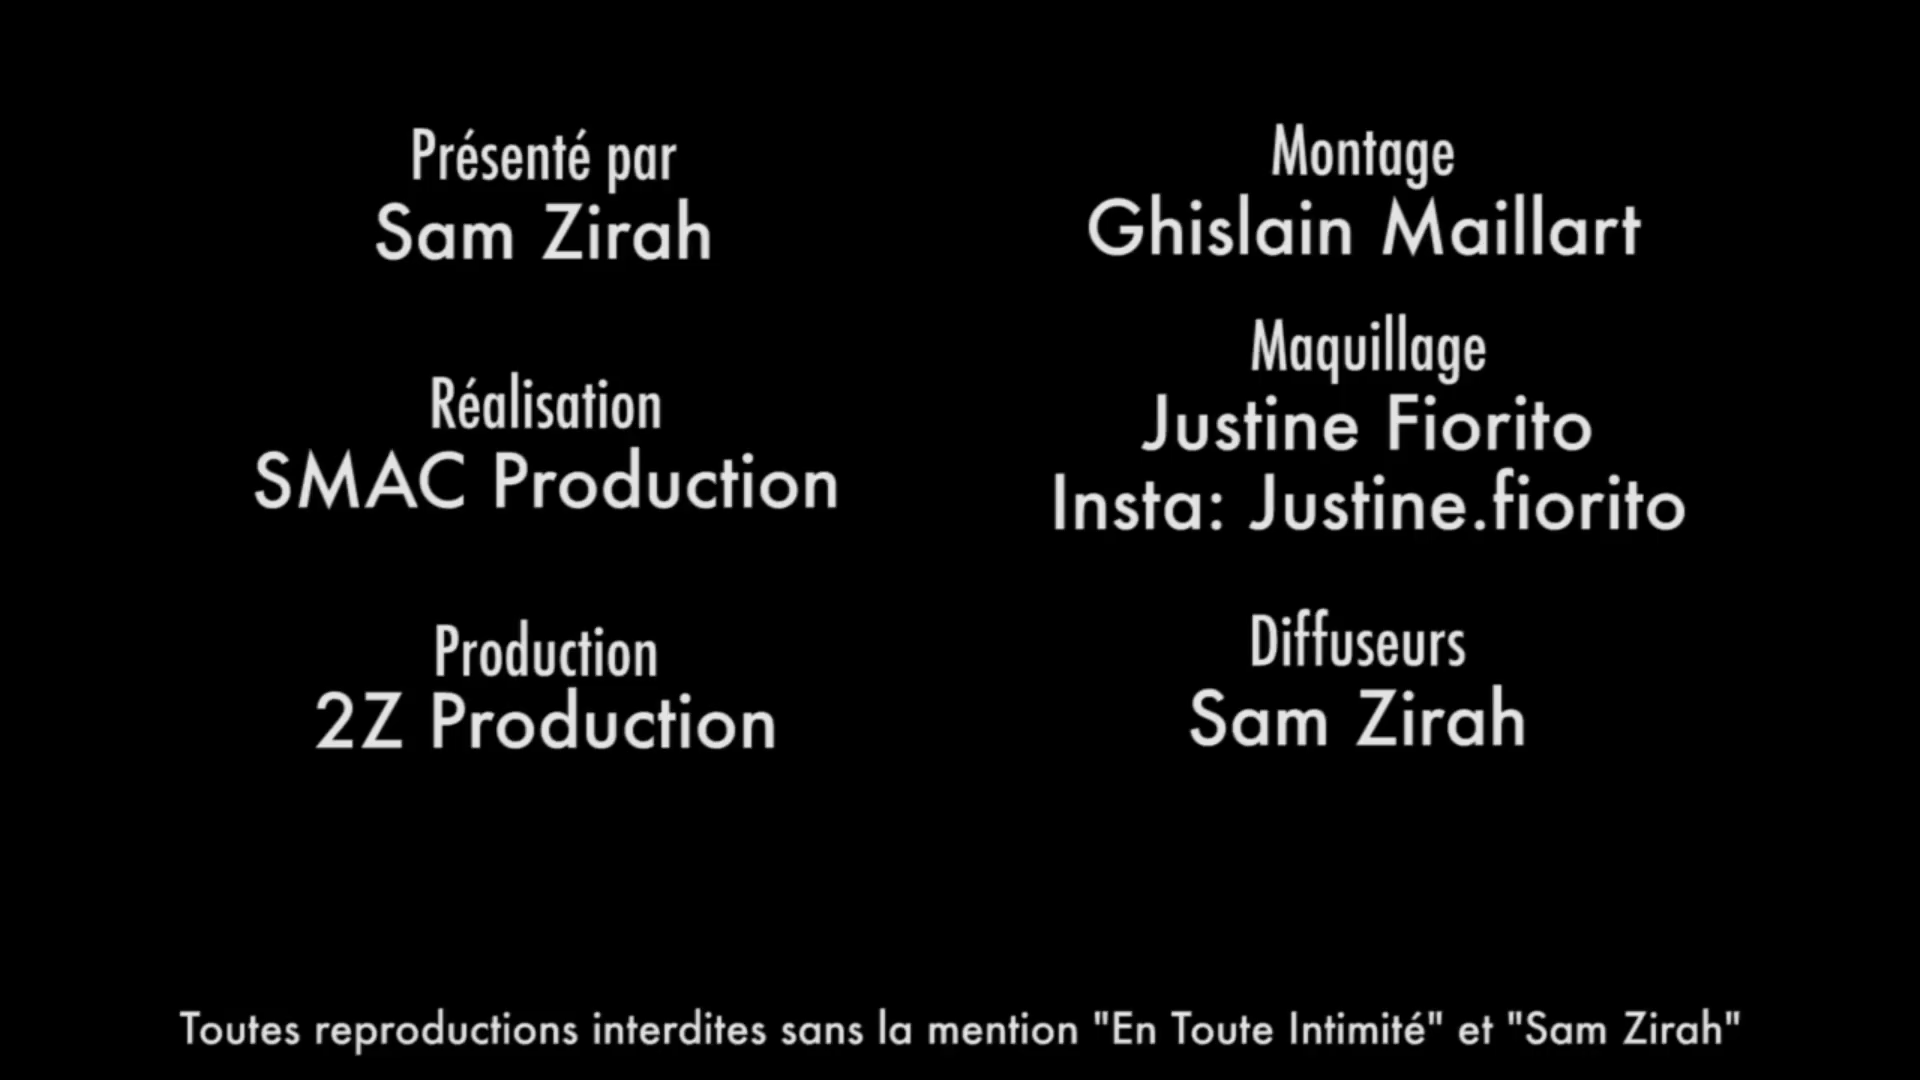 Présenté par
Sam Zirah
Réalisation
SMAC Production
Production
2Z Production
Montage
Ghislain Maillart
Maquillage
Justine Fiorito
Insta: Justine.fiorito
Diffuseurs
Sam Zirah
Toutes reproductions interdites sans la mention "En Toute Intimité" et "Sam Zirah"